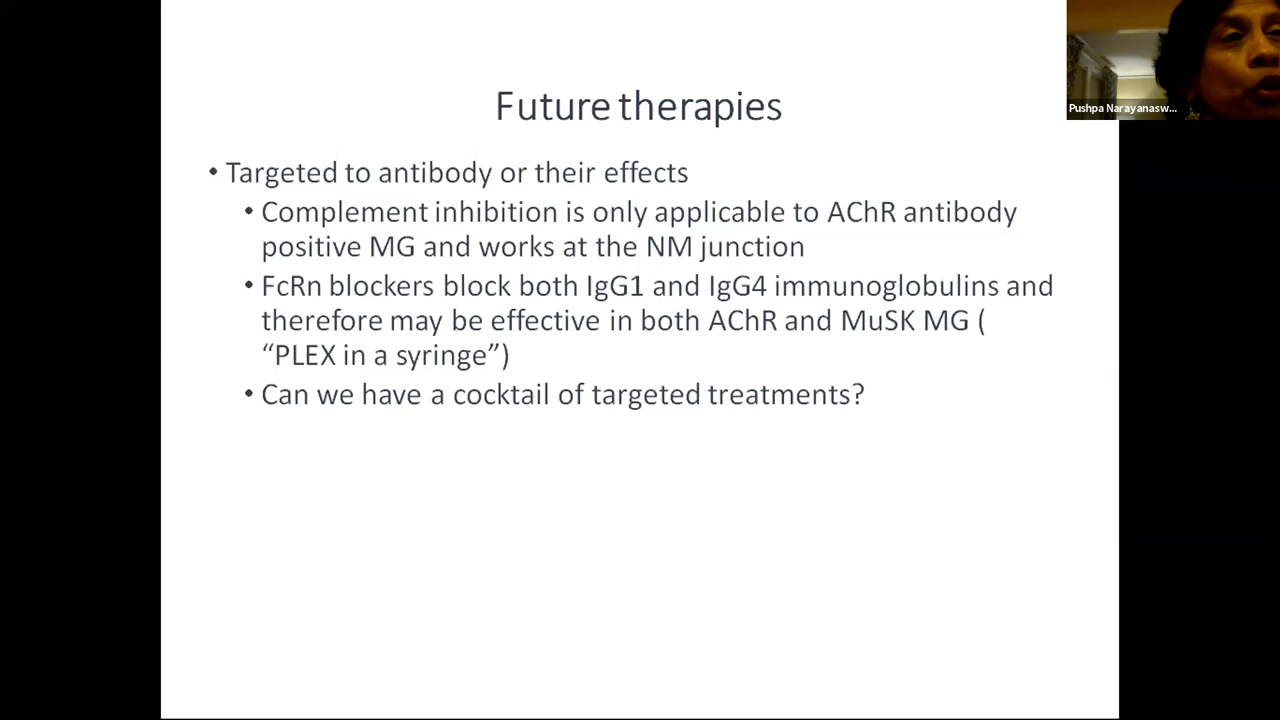 Future therapies
Pushpa Narayanasw...
• Targeted to antibody or their effects
• Complement inhibition is only applicable to AChR antibody
positive MG and works at the NM junction
• FcRn blockers block both IgG1 and IgG4 immunoglobulins and
therefore may be effective in both AChR and MuSK MG (
“PLEX in a syringe”)
• Can we have a cocktail of targeted treatments?